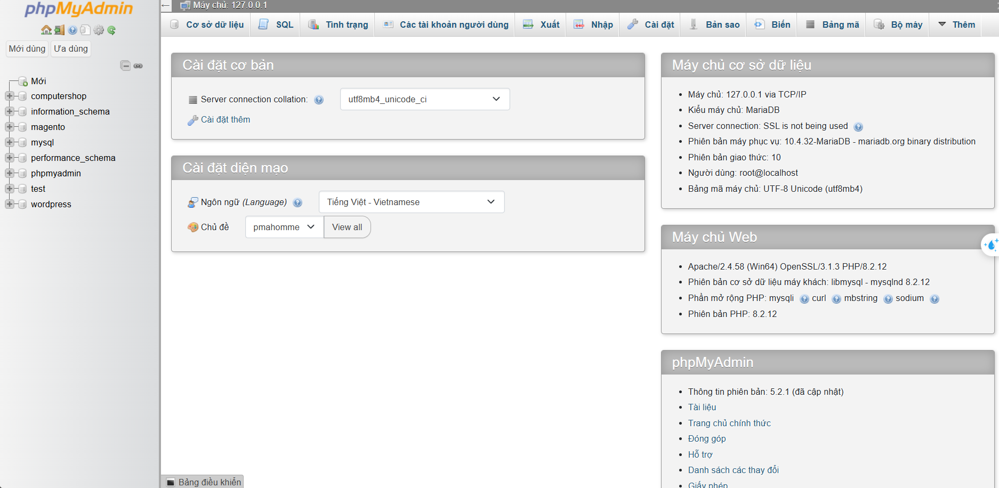 phpMyAdmin
Mới dùng
Ưa dùng
Mới
computershop
information_schema
magento
mysql
performance_schema
phpmyadmin
test
wordpress
Máy chủ: 127.0.0.1
Cơ sở dữ liệu
SQL
Tình trạng
Các tài khoản người dùng
Xuất
Nhập
Cài đặt
Bản sao
Biến
Bảng mã
Bộ máy
Thêm
Cài đặt cơ bản
Server connection collation:
utf8mb4_unicode_ci
Cài đặt thêm
Cài đặt diện mạo
Ngôn ngữ (Language)
Tiếng Việt - Vietnamese
Chủ đề
pmahomme
View all
Bảng điều khiển
Máy chủ cơ sở dữ liệu
Máy chủ: 127.0.0.1 via TCP/IP
Kiểu máy chủ: MariaDB
Server connection: SSL is not being used
Phiên bản máy phục vụ: 10.4.32-MariaDB - mariadb.org binary distribution
Phiên bản giao thức: 10
Người dùng: root@localhost
Bảng mã máy chủ: UTF-8 Unicode (utf8mb4)
Máy chủ Web
Apache/2.4.58 (Win64) OpenSSL/3.1.3 PHP/8.2.12
Phiên bản cơ sở dữ liệu máy khách: libmysql - mysqlnd 8.2.12
Phần mở rộng PHP: mysqli curl mbstring sodium
Phiên bản PHP: 8.2.12
phpMyAdmin
Thông tin phiên bản: 5.2.1 (đã cập nhật)
Tài liệu
Trang chủ chính thức
Đóng góp
Hỗ trợ
Danh sách các thay đổi
Giấy phép